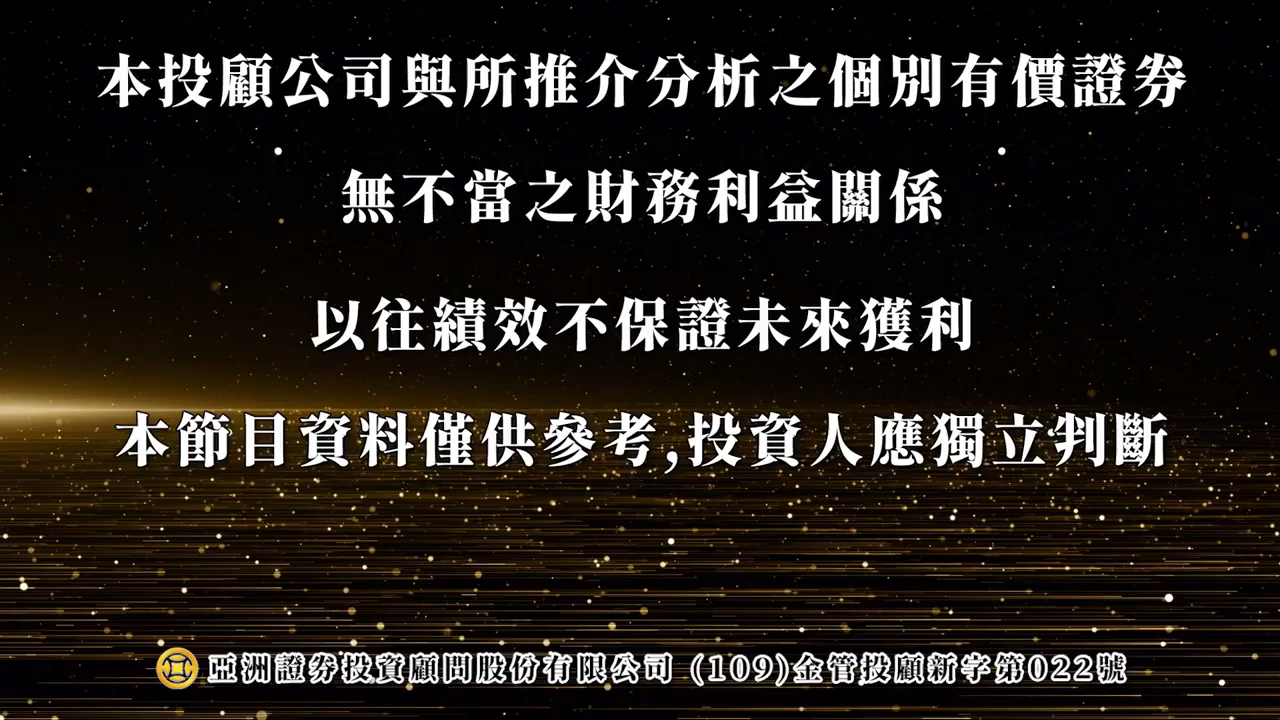 本投顧公司與所推介分析之個別有價證券
無不當之財務利益關係
以往績效不保證未來獲利
本節目資料僅供參考,投資人應獨立判斷
亞洲證券投資顧問股份有限公司 (109)金管投顧新字第022號